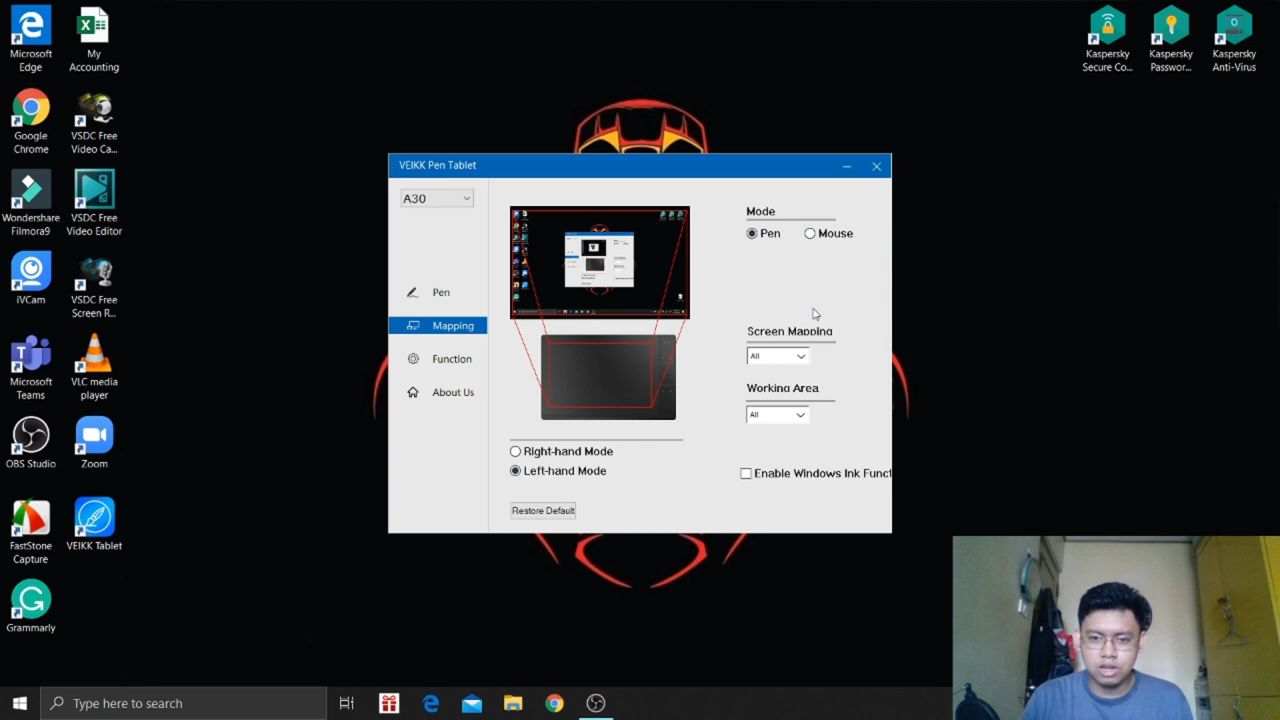 Microsoft
Edge
My
Accounting
Google
Chrome
VSDC Free
Video Ca...
Wondershare
Filmora9
VSDC Free
Video Editor
iVCam
VSDC Free
Screen R...
Microsoft
Teams
VLC media
player
OBS Studio
Zoom
FastStone
Capture
VEIKK Tablet
Grammarly
Kaspersky
Secure Co...
Kaspersky
Passwor...
Kaspersky
Anti-Virus
VEIKK Pen Tablet
A30
Pen
Mapping
Function
About Us
Mode
Pen
Mouse
Screen Mapping
All
Working Area
All
Right-hand Mode
Left-hand Mode
Enable Windows Ink Funct
Restore Default
Type here to search